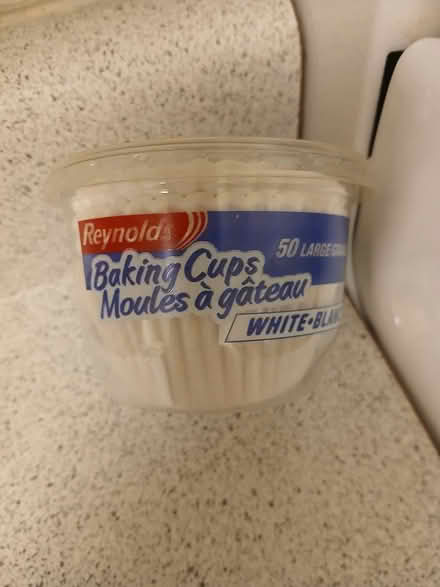 Reynolds
50 LARGE
Baking Cups
Moules à gâteau
WHITE•